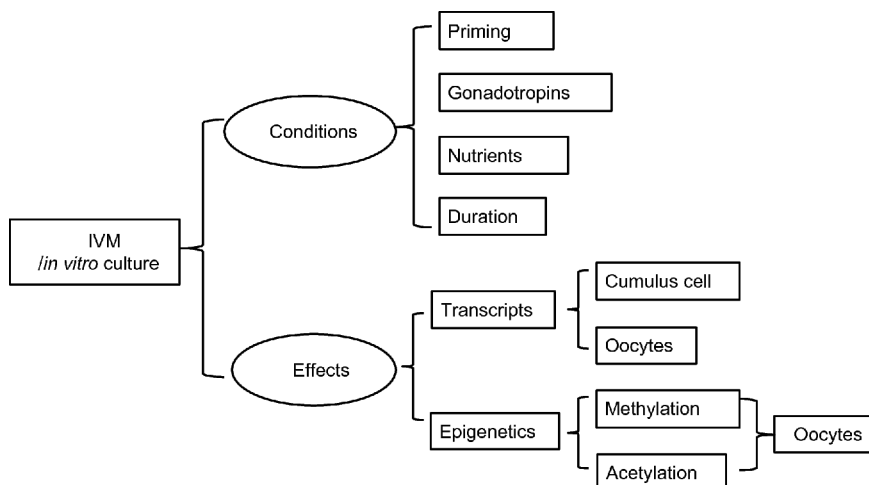 IVM
/in vitro culture
Conditions
Priming
Gonadotropins
Nutrients
Duration
Effects
Transcripts
Cumulus cell
Oocytes
Epigenetics
Methylation
Acetylation
Oocytes